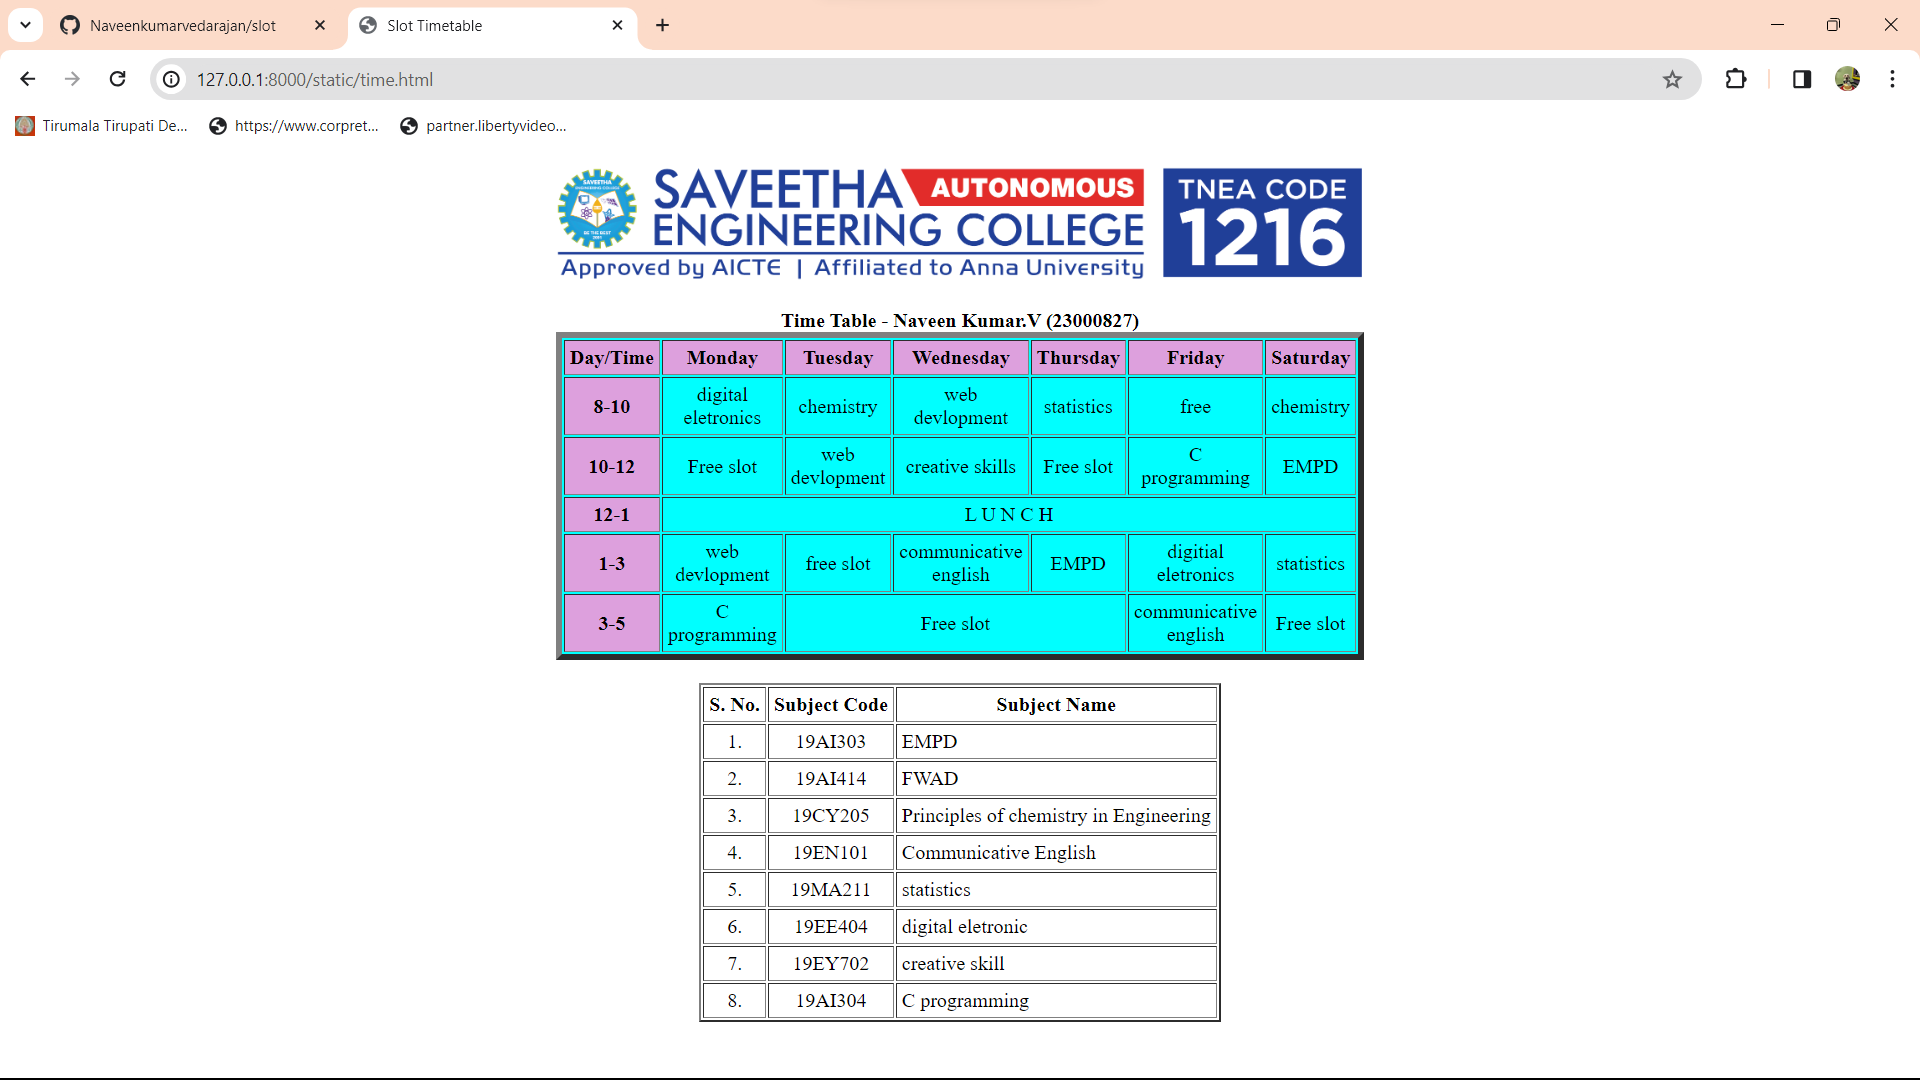 Naveenkumarvedarajan/slot
Slot Timetable
127.0.0.1:8000/static/time.html
Tirumala Tirupati De...
https://www.corpret...
partner.libertyvideo...
SAVEETHA AUTONOMOUS
ENGINEERING COLLEGE
Approved by AICTE | Affiliated to Anna University
TNEA CODE
1216
Time Table - Naveen Kumar.V (23000827)
Day/Time Monday Tuesday Wednesday Thursday Friday Saturday
8-10 digital eletronics chemistry web devlopment statistics free chemistry
10-12 Free slot web devlopment creative skills Free slot C programming EMPD
12-1 L U N C H
1-3 web devlopment free slot communicative english EMPD digitial eletronics statistics
3-5 C programming Free slot communicative english Free slot
S. No. Subject Code Subject Name
1. 19AI303 EMPD
2. 19AI414 FWAD
3. 19CY205 Principles of chemistry in Engineering
4. 19EN101 Communicative English
5. 19MA211 statistics
6. 19EE404 digital eletronic
7. 19EY702 creative skill
8. 19AI304 C programming